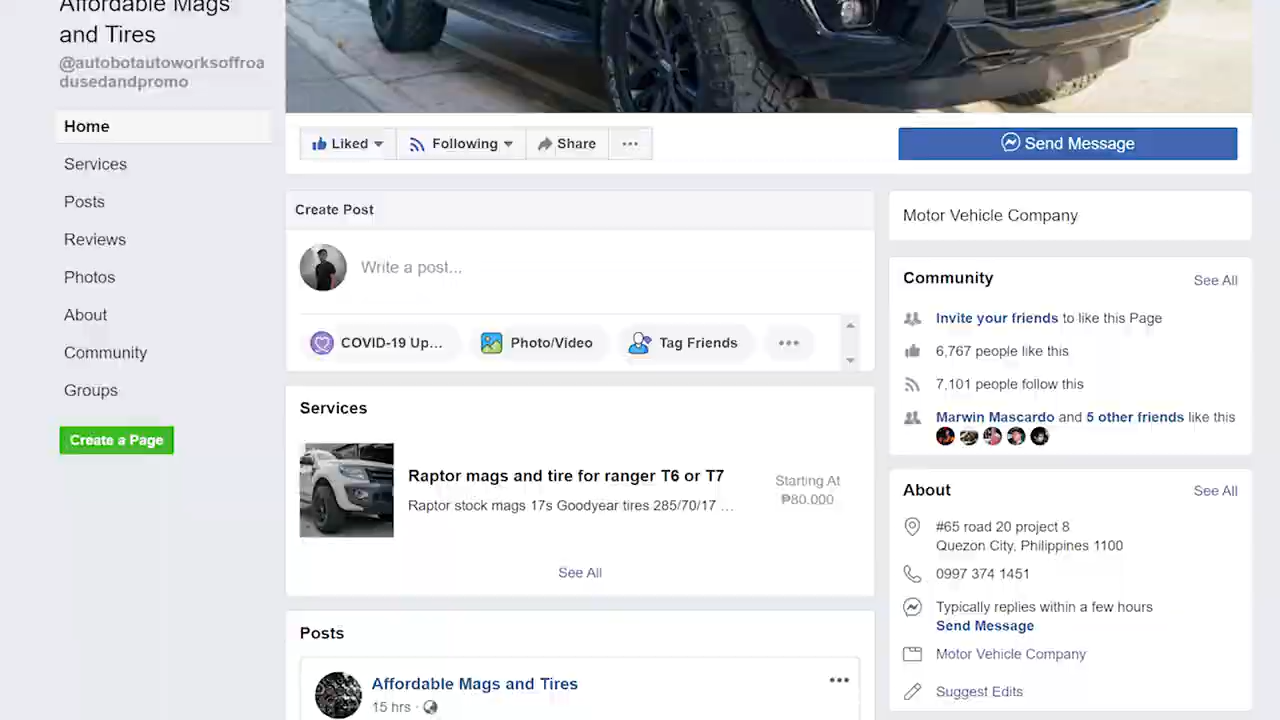 Affordable Mags
and Tires
@autobotautoworksoffroa
dusedandpromo
Home
Services
Posts
Reviews
Photos
About
Community
Groups
Create a Page
Liked
Following
Share
Send Message
Create Post
Write a post...
COVID-19 Up...
Photo/Video
Tag Friends
Services
Raptor mags and tire for ranger T6 or T7
Raptor stock mags 17s Goodyear tires 285/70/17 ...
Starting At
₱80.000
See All
Posts
Affordable Mags and Tires
15 hrs ·
Motor Vehicle Company
Community
See All
Invite your friends to like this Page
6,767 people like this
7,101 people follow this
Marwin Mascardo and 5 other friends like this
About
See All
#65 road 20 project 8
Quezon City, Philippines 1100
0997 374 1451
Typically replies within a few hours
Send Message
Motor Vehicle Company
Suggest Edits